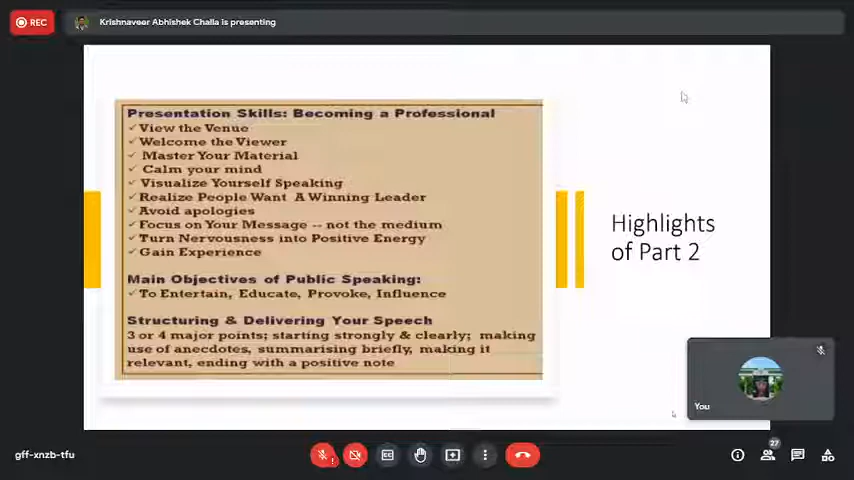 REC
Krishnaveer Abhishek Challa is presenting
Presentation Skills: Becoming a Professional
✓View the Venue
✓Welcome the Viewer
✓ Master Your Material
✓ Calm your mind
✓Visualize Yourself Speaking
✓Realize People Want A Winning Leader
✓Avoid apologies
✓Focus on Your Message -- not the medium
✓Turn Nervousness into Positive Energy
✓Gain Experience
Main Objectives of Public Speaking:
✓To Entertain, Educate, Provoke, Influence
Structuring & Delivering Your Speech
3 or 4 major points; starting strongly & clearly; making
use of anecdotes, summarising briefly, making it
relevant, ending with a positive note
Highlights
of Part 2
You
gff-xnzb-tfu
27